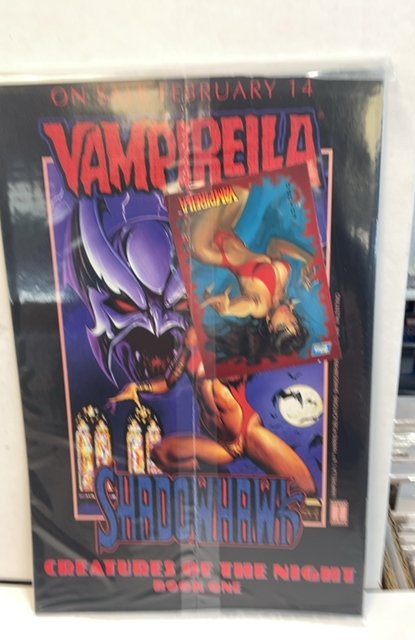 ON SALE FEBRUARY 14
VAMPIRELLA
VAMPIRELLA
SHADOWHAWK
CREATURES OF THE NIGHT
BOOK ONE